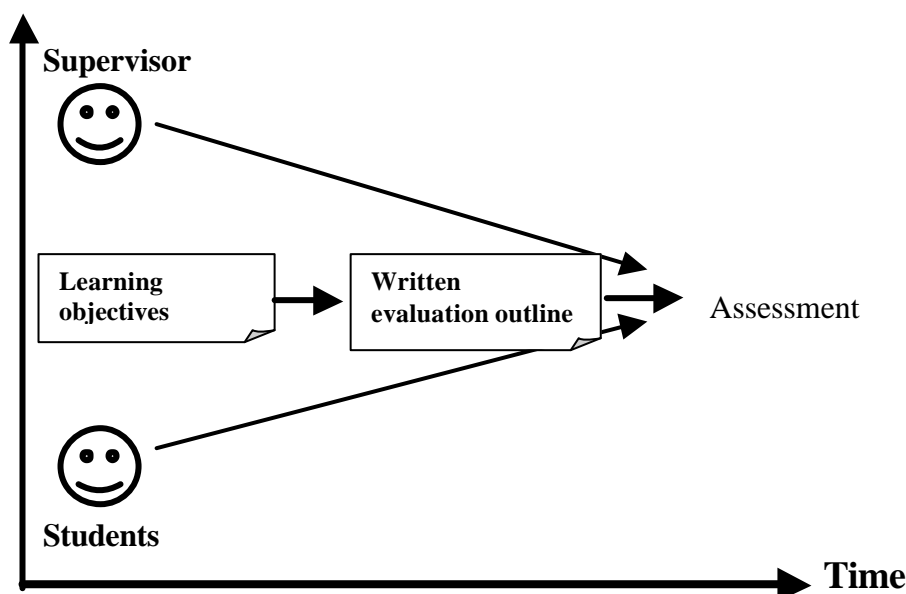 Supervisor
Learning
objectives
Written
evaluation outline
Assessment
Students
Time